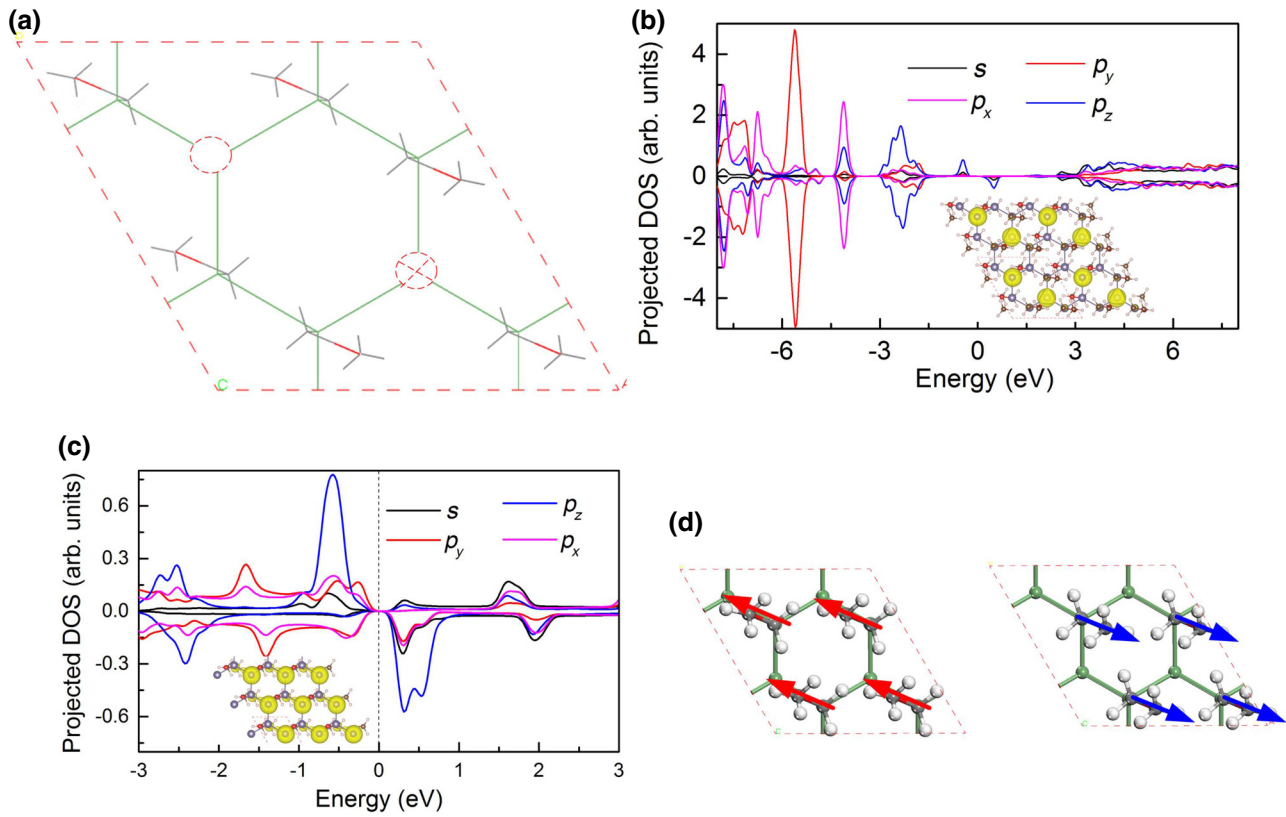 (a)
B
C
A
(b)
Projected DOS (arb. units)
4
2
0
-2
-4
s
p_y
p_x
p_z
-6
-3
0
3
6
Energy (eV)
(c)
Projected DOS (arb. units)
0.6
0.3
0.0
-0.3
-0.6
s
p_z
p_y
p_x
-3
-2
-1
0
1
2
3
Energy (eV)
(d)
C
C